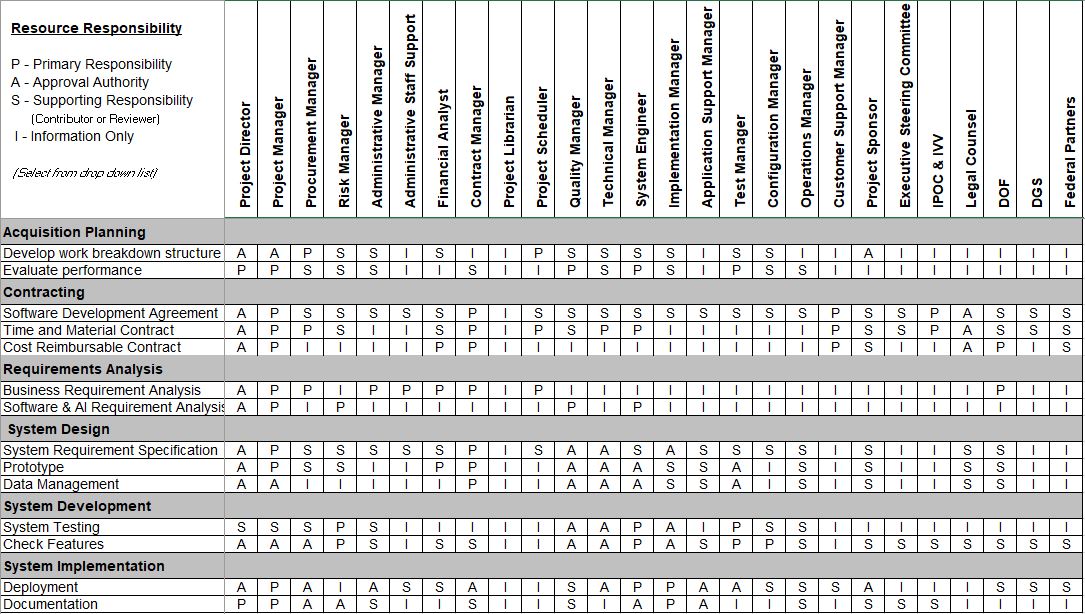 Resource Responsibility
P - Primary Responsibility
A - Approval Authority
S - Supporting Responsibility
(Contributor or Reviewer)
I - Information Only
(Select from drop down list)
Project Director
Project Manager
Procurement Manager
Risk Manager
Administrative Manager
Administrative Staff Support
Financial Analyst
Contract Manager
Project Librarian
Project Scheduler
Quality Manager
Technical Manager
System Engineer
Implementation Manager
Application Support Manager
Test Manager
Configuration Manager
Operations Manager
Customer Support Manager
Project Sponsor
Executive Steering Committee
IPOC & IVV
Legal Counsel
DOF
DGS
Federal Partners
Acquisition Planning
Develop work breakdown structure A A P S S I S I I P S S S S I S S I I A I I I I I I
Evaluate performance P P S S S I I S I I P S P S I P S S I I I I I I I I
Contracting
Software Development Agreement A P S S S S S P I S S S S S S S S S P S S P A S S S
Time and Material Contract A P P S I I S P I P S P P I I I I I P S S P A S S S
Cost Reimbursable Contract A P I I I I P P I I I I I I I I I I P S I I A P I S
Requirements Analysis
Business Requirement Analysis A P P I P P P P I P I I I I I I I I I I I I I P I I
Software & AI Requirement Analysis A P I P I I I I I I P I P I I I I I I I I I I I I I
System Design
System Requirement Specification A P S S S S S P I S A A S A S S S S I S I I S S I I
Prototype A P S S I I P P I I A A A S S A I S I S I I S S I I
Data Management A A I I I I I P I I A A A S S A I S I S I I S S I I
System Development
System Testing S S S P S I I I I I A A P A I P S S I I I I I I I I
Check Features A A A P S I S S I I A A P A S P P S I S S S S S S S
System Implementation
Deployment A P A I A S S A I I S A P P A A S S S A I I I S S S
Documentation P P A A S I I S I I S I A P A I I S I S S S I I I I